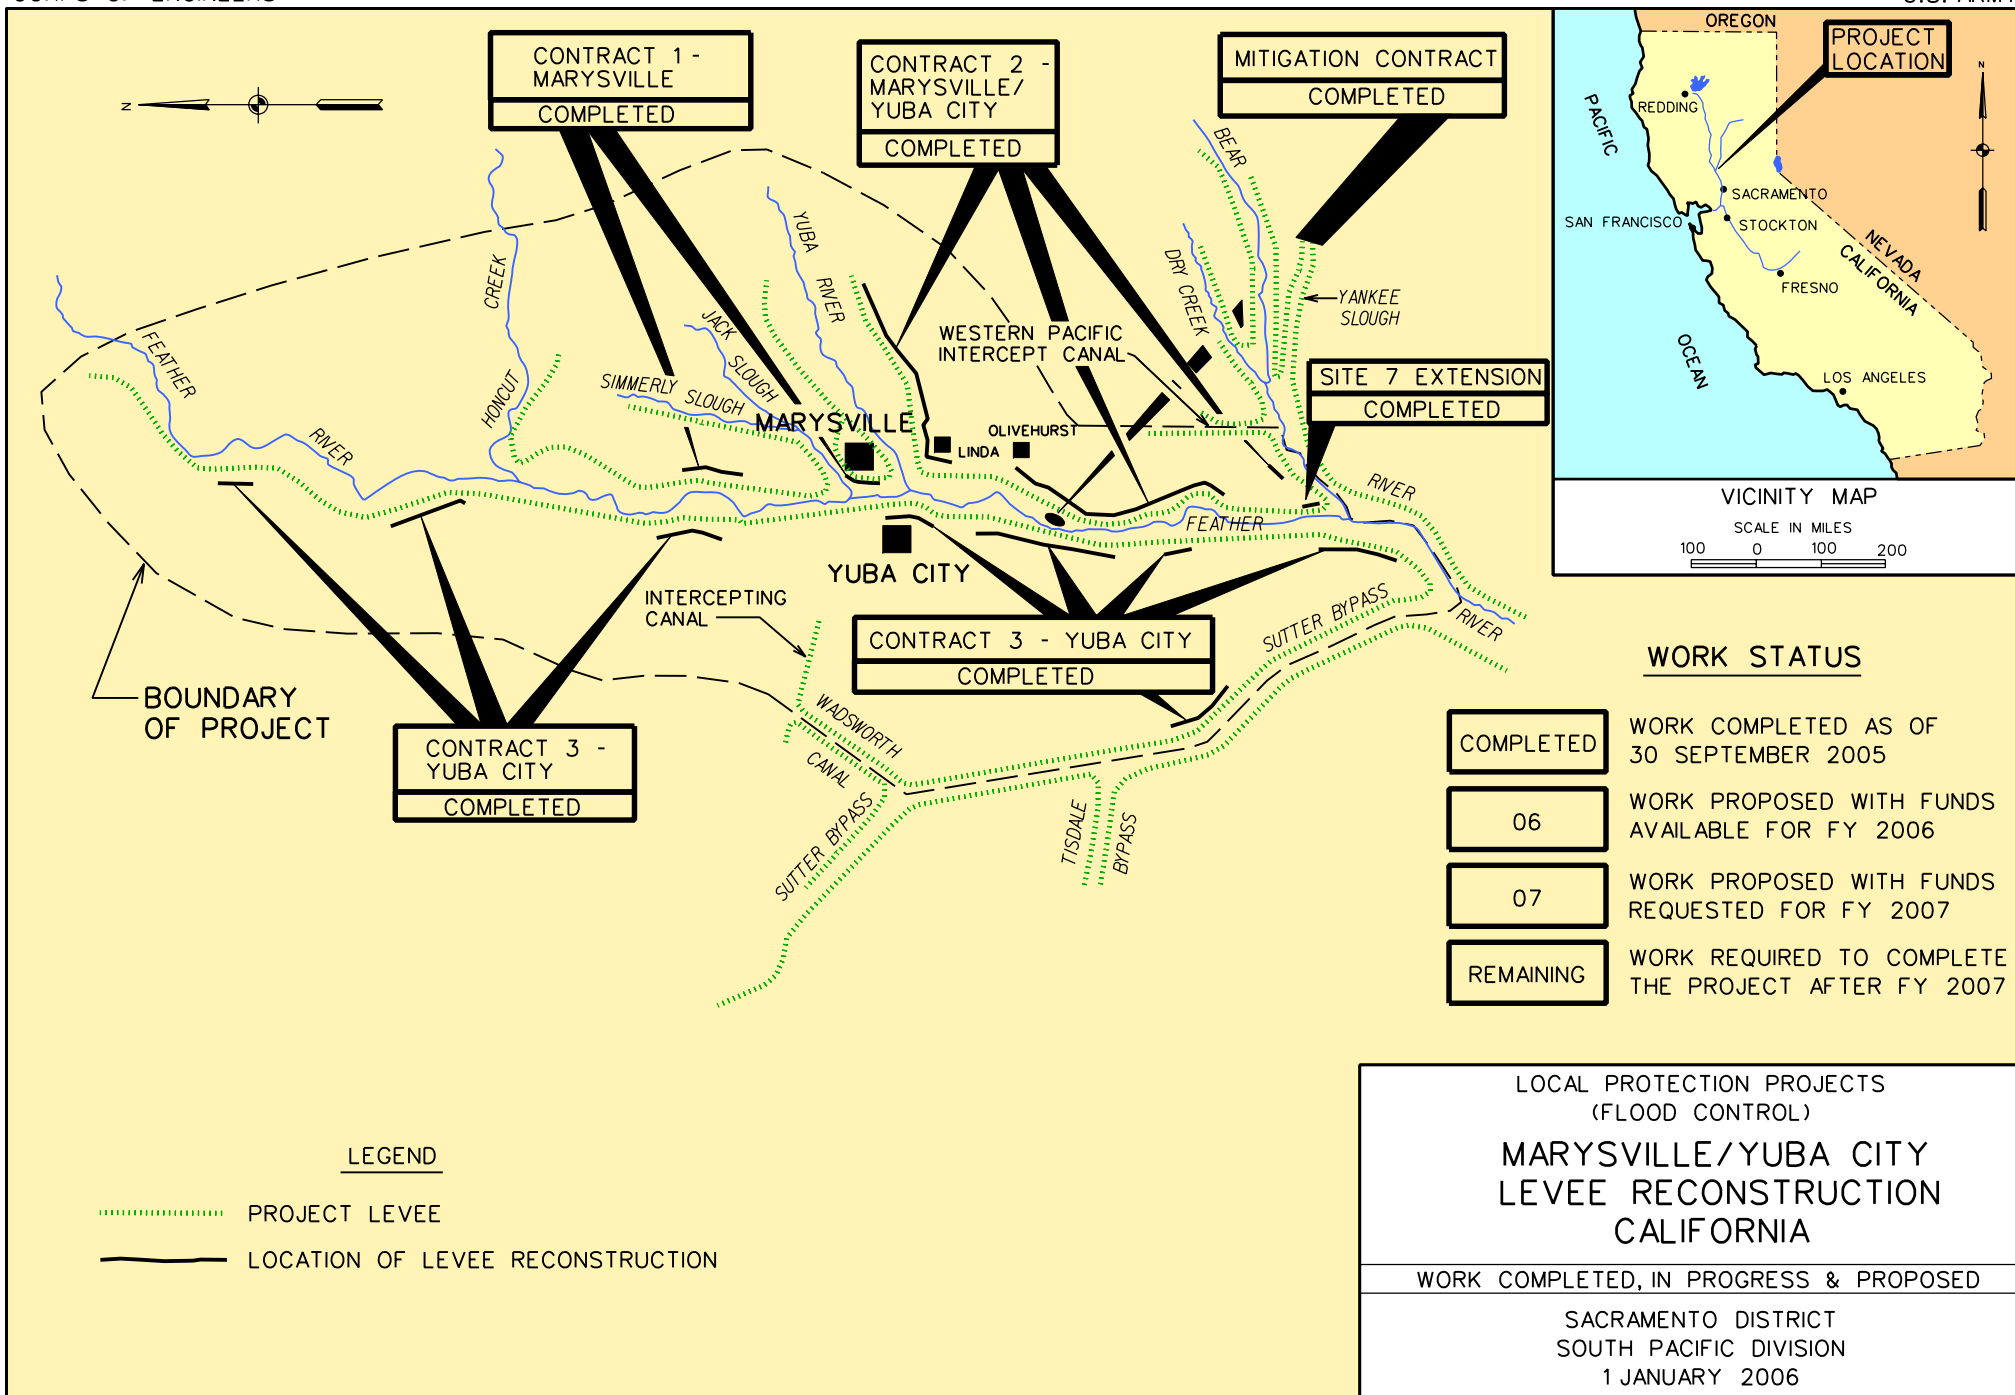 CORPS OF ENGINEERS
U.S. ARMY
CONTRACT 1 -
MARYSVILLE
COMPLETED
CONTRACT 2 -
MARYSVILLE/
YUBA CITY
COMPLETED
MITIGATION CONTRACT
COMPLETED
N
OREGON
PROJECT
LOCATION
N
REDDING
PACIFIC
SACRAMENTO
SAN FRANCISCO
STOCKTON
NEVADA
CALIFORNIA
FRESNO
OCEAN
LOS ANGELES
VICINITY MAP
SCALE IN MILES
100 0 100 200
BEAR
YUBA
RIVER
CREEK
HONCUT
DRY CREEK
YANKEE
SLOUGH
WESTERN PACIFIC
INTERCEPT CANAL
JACK
SLOUGH
FEATHER
RIVER
SIMMERLY SLOUGH
SITE 7 EXTENSION
COMPLETED
MARYSVILLE
LINDA
OLIVEHURST
RIVER
FEATHER
YUBA CITY
INTERCEPTING
CANAL
SUTTER BYPASS
RIVER
CONTRACT 3 - YUBA CITY
COMPLETED
BOUNDARY
OF PROJECT
CONTRACT 3 -
YUBA CITY
COMPLETED
WADSWORTH
CANAL
SUTTER BYPASS
TISDALE
BYPASS
WORK STATUS
COMPLETED
WORK COMPLETED AS OF
30 SEPTEMBER 2005
06
WORK PROPOSED WITH FUNDS
AVAILABLE FOR FY 2006
07
WORK PROPOSED WITH FUNDS
REQUESTED FOR FY 2007
REMAINING
WORK REQUIRED TO COMPLETE
THE PROJECT AFTER FY 2007
LEGEND
PROJECT LEVEE
LOCATION OF LEVEE RECONSTRUCTION
LOCAL PROTECTION PROJECTS
(FLOOD CONTROL)
MARYSVILLE/YUBA CITY
LEVEE RECONSTRUCTION
CALIFORNIA
WORK COMPLETED, IN PROGRESS & PROPOSED
SACRAMENTO DISTRICT
SOUTH PACIFIC DIVISION
1 JANUARY 2006